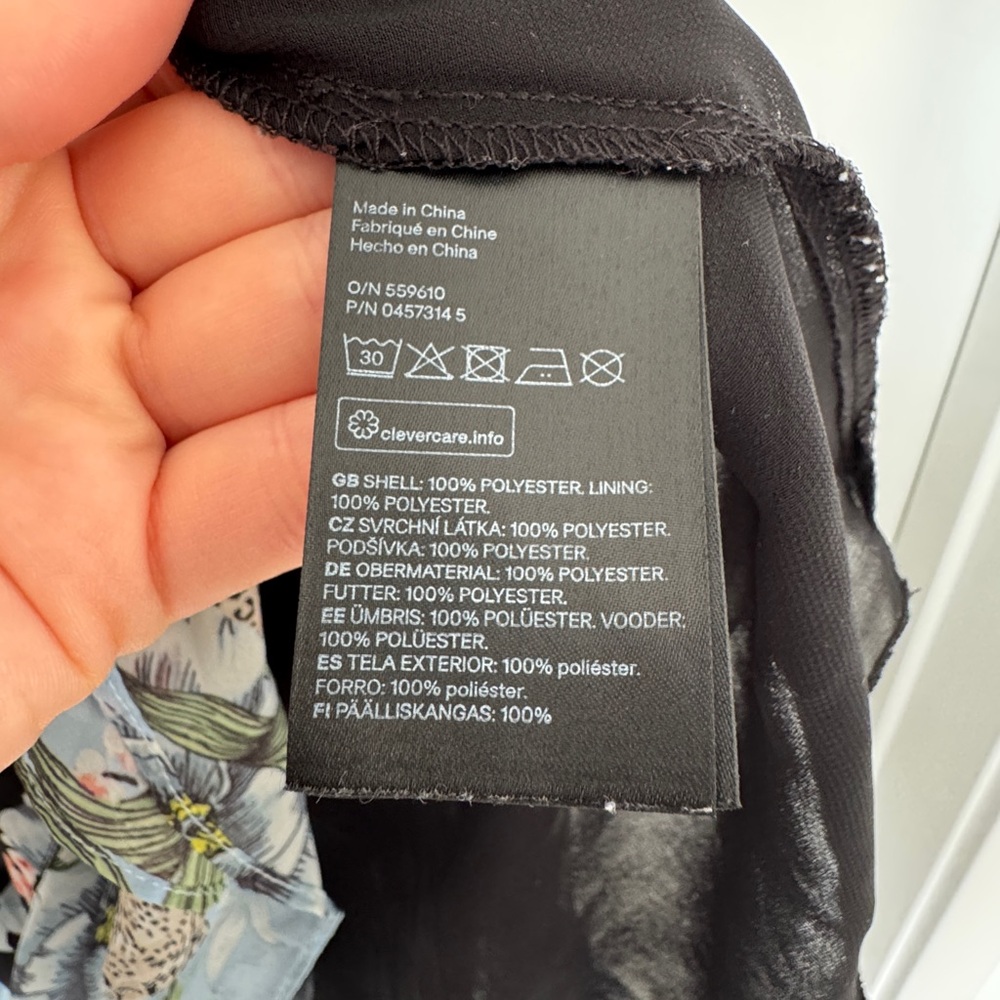 Made in China
Fabriqué en Chine
Hecho en China
O/N 559610
P/N 0457314 5
30
clevercare.info
GB SHELL: 100% POLYESTER. LINING:
100% POLYESTER.
CZ SVRCHNÍ LÁTKA: 100% POLYESTER.
PODŠÍVKA: 100% POLYESTER.
DE OBERMATERIAL: 100% POLYESTER.
FUTTER: 100% POLYESTER.
EE ÜMBRIS: 100% POLÜESTER. VOODER:
100% POLÜESTER.
ES TELA EXTERIOR: 100% poliéster.
FORRO: 100% poliéster.
FI PÄÄLLISKANGAS: 100%